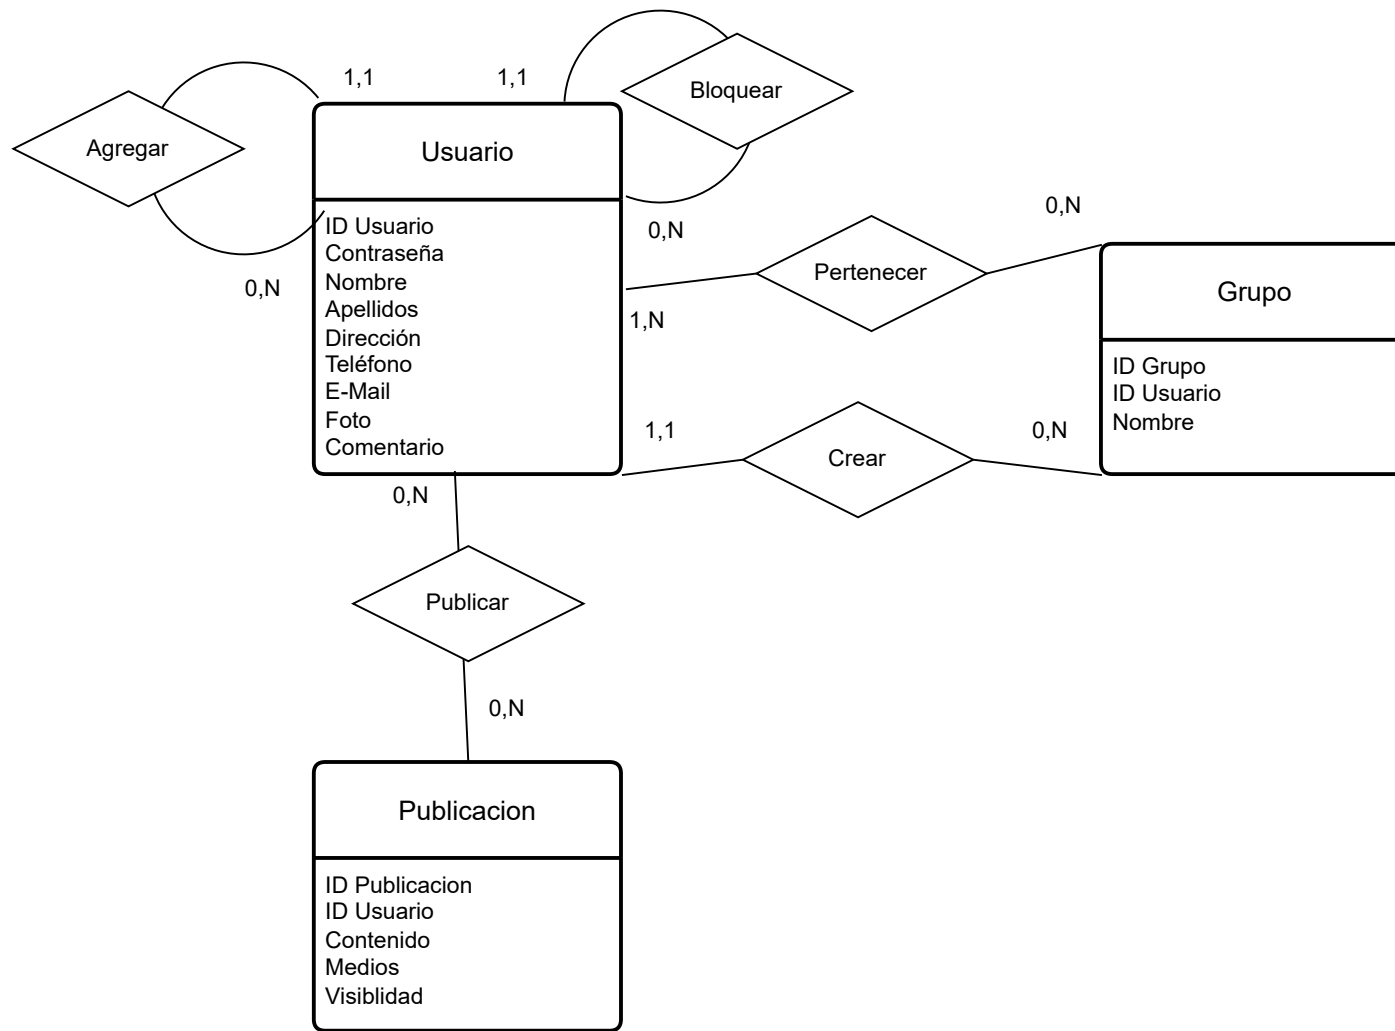 1,1
1,1
Bloquear
Agregar
Usuario
0,N
0,N
0,N
ID Usuario
Contraseña
Nombre
Apellidos
Dirección
Teléfono
E-Mail
Foto
Comentario
Pertenecer
1,N
Grupo
ID Grupo
ID Usuario
Nombre
1,1
Crear
0,N
0,N
Publicar
0,N
Publicacion
ID Publicacion
ID Usuario
Contenido
Medios
Visiblidad